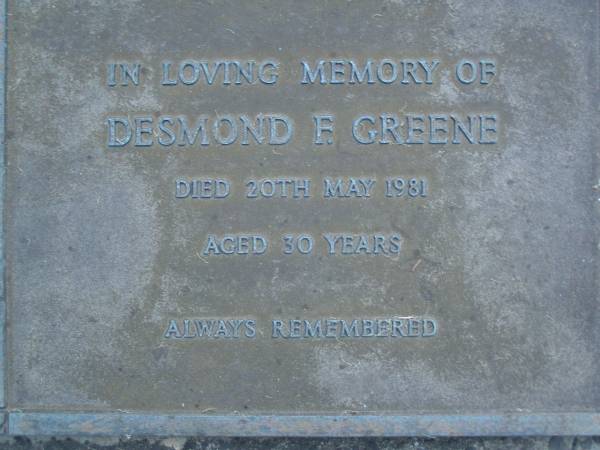 IN LOVING MEMORY OF
DESMOND F. GREENE
DIED 20TH MAY 1981
AGED 30 YEARS
ALWAYS REMEMBERED